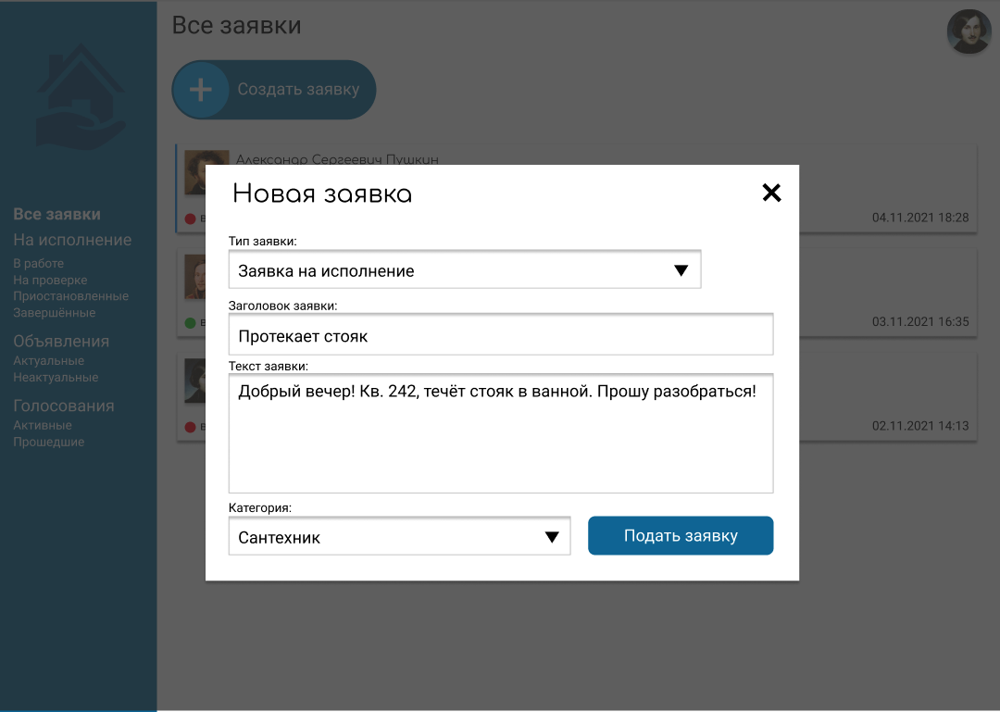 Все заявки
Создать заявку
Александр Сергеевич Пушкин
04.11.2021 18:28
03.11.2021 16:35
02.11.2021 14:13
Все заявки
На исполнение
В работе
На проверке
Приостановленные
Завершённые
Объявления
Актуальные
Неактуальные
Голосования
Активные
Прошедшие
Новая заявка
Тип заявки:
Заявка на исполнение
Заголовок заявки:
Протекает стояк
Текст заявки:
Добрый вечер! Кв. 242, течёт стояк в ванной. Прошу разобраться!
Категория:
Сантехник
Подать заявку